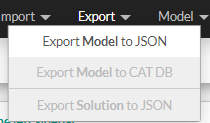 mport Export Model
Export Model to JSON
Export Model to CAT DB
Export Solution to JSON